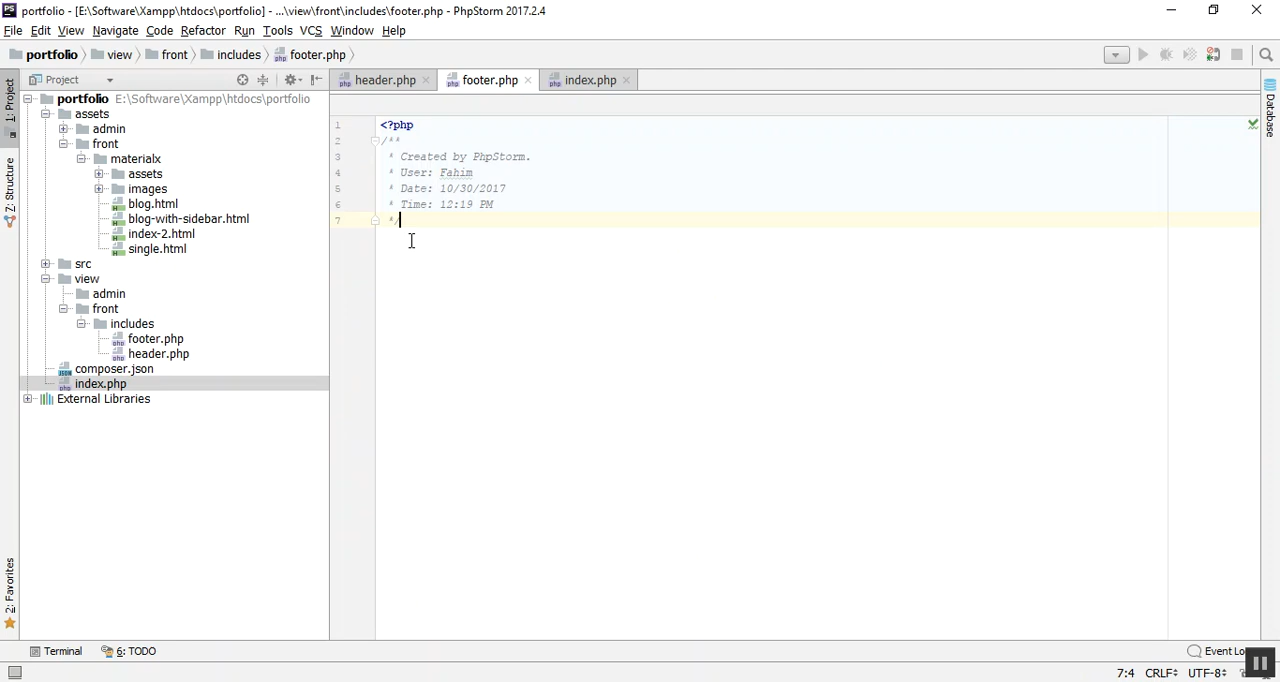 PS portfolio - [E:\Software\Xampp\htdocs\portfolio] - ...\view\front\includes\footer.php - PhpStorm 2017.2.4
File Edit View Navigate Code Refactor Run Tools VCS Window Help
portfolio view front includes footer.php
Project header.php footer.php index.php
1: Project
Z: Structure
2: Favorites
portfolio E:\Software\Xampp\htdocs\portfolio
assets
admin
front
materialx
assets
images
blog.html
blog-with-sidebar.html
index-2.html
single.html
src
view
admin
front
includes
footer.php
header.php
composer.json
index.php
External Libraries
1 <?php
2 /**
3 * Created by PhpStorm.
4 * User: Fahim
5 * Date: 10/30/2017
6 * Time: 12:19 PM
7 */
Database
Terminal 6: TODO Event Lo
7:4 CRLF UTF-8